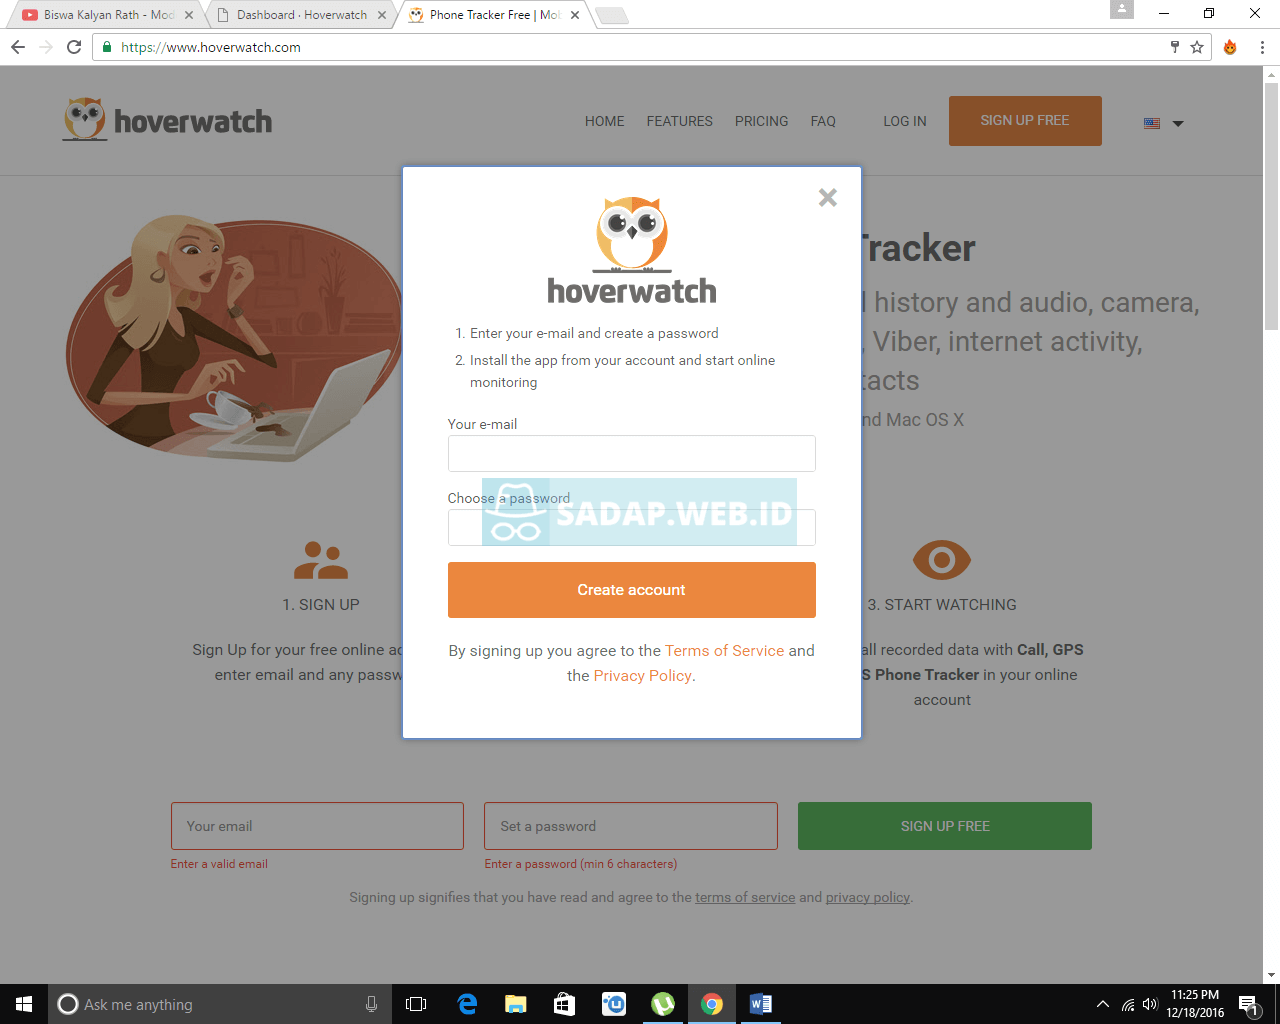 Biswa Kalyan Rath - Mod
Dashboard · Hoverwatch
Phone Tracker Free | Mob
https://www.hoverwatch.com
hoverwatch
HOME FEATURES PRICING FAQ LOG IN SIGN UP FREE
Tracker
l history and audio, camera,
, Viber, internet activity,
tacts
nd Mac OS X
hoverwatch
1. Enter your e-mail and create a password
2. Install the app from your account and start online
monitoring
Your e-mail
Choose a password
SADAP.WEB.ID
Create account
By signing up you agree to the Terms of Service and
the Privacy Policy.
1. SIGN UP
Sign Up for your free online ac
enter email and any passw
3. START WATCHING
all recorded data with Call, GPS
S Phone Tracker in your online
account
Your email
Set a password
SIGN UP FREE
Enter a valid email
Enter a password (min 6 characters)
Signing up signifies that you have read and agree to the terms of service and privacy policy.
Ask me anything
11:25 PM
12/18/2016
1